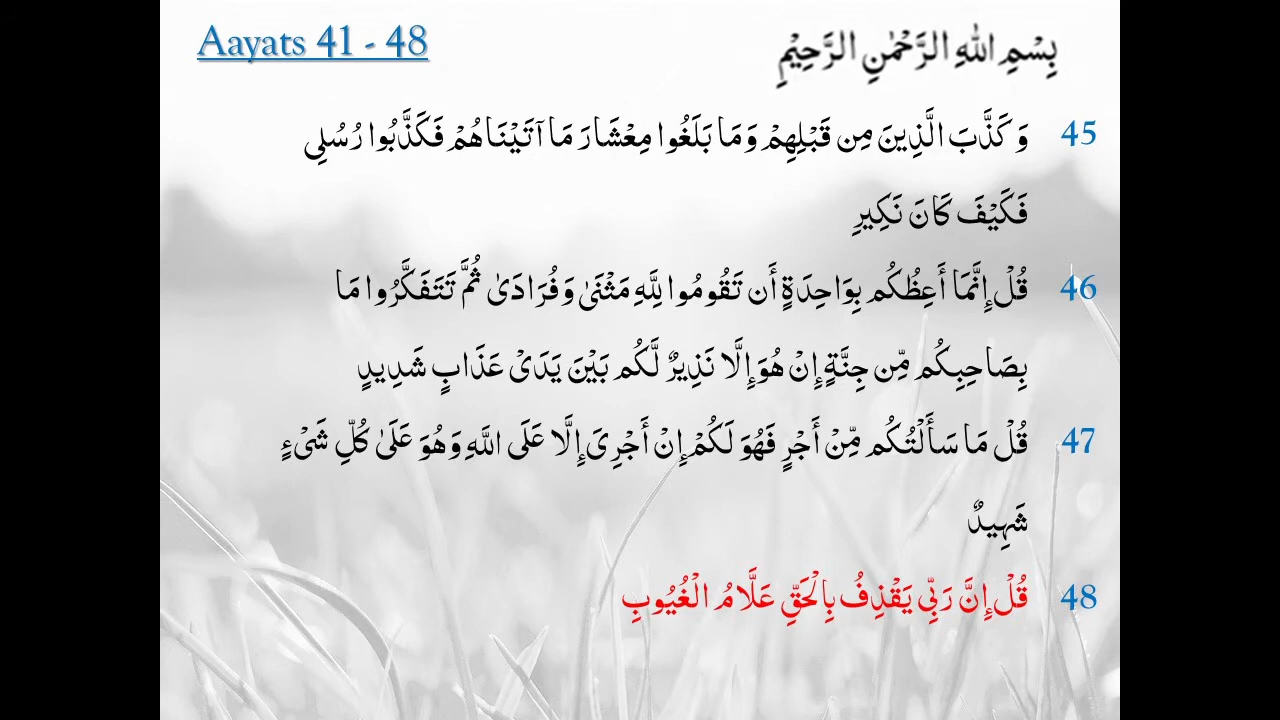 Aayats 41 - 48
بِسْمِ اللهِ الرَّحْمٰنِ الرَّحِيْمِ
45 وَكَذَّبَ الَّذِينَ مِن قَبْلِهِمْ وَمَا بَلَغُوا مِعْشَارَ مَا آتَيْنَاهُمْ فَكَذَّبُوا رُسُلِي
فَكَيْفَ كَانَ نَكِيرِ
46 قُلْ إِنَّمَا أَعِظُكُم بِوَاحِدَةٍ أَن تَقُومُوا لِلَّهِ مَثْنَىٰ وَفُرَادَىٰ ثُمَّ تَتَفَكَّرُوا مَا
بِصَاحِبِكُم مِّن جِنَّةٍ إِنْ هُوَ إِلَّا نَذِيرٌ لَّكُم بَيْنَ يَدَيْ عَذَابٍ شَدِيدٍ
47 قُلْ مَا سَأَلْتُكُم مِّنْ أَجْرٍ فَهُوَ لَكُمْ إِنْ أَجْرِيَ إِلَّا عَلَى اللَّهِ وَهُوَ عَلَىٰ كُلِّ شَيْءٍ
شَهِيدٌ
48 قُلْ إِنَّ رَبِّي يَقْذِفُ بِالْحَقِّ عَلَّامُ الْغُيُوبِ